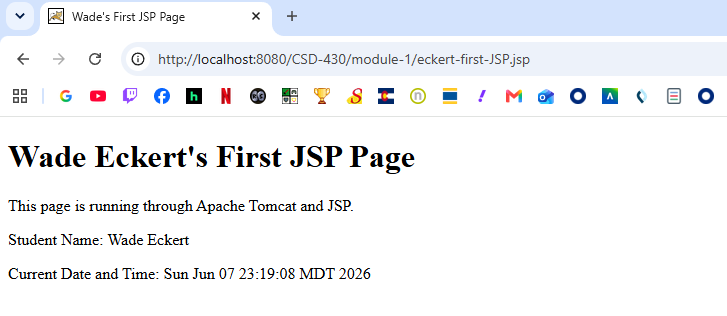 Wade's First JSP Page
http://localhost:8080/CSD-430/module-1/eckert-first-JSP.jsp
Wade Eckert's First JSP Page
This page is running through Apache Tomcat and JSP.
Student Name: Wade Eckert
Current Date and Time: Sun Jun 07 23:19:08 MDT 2026